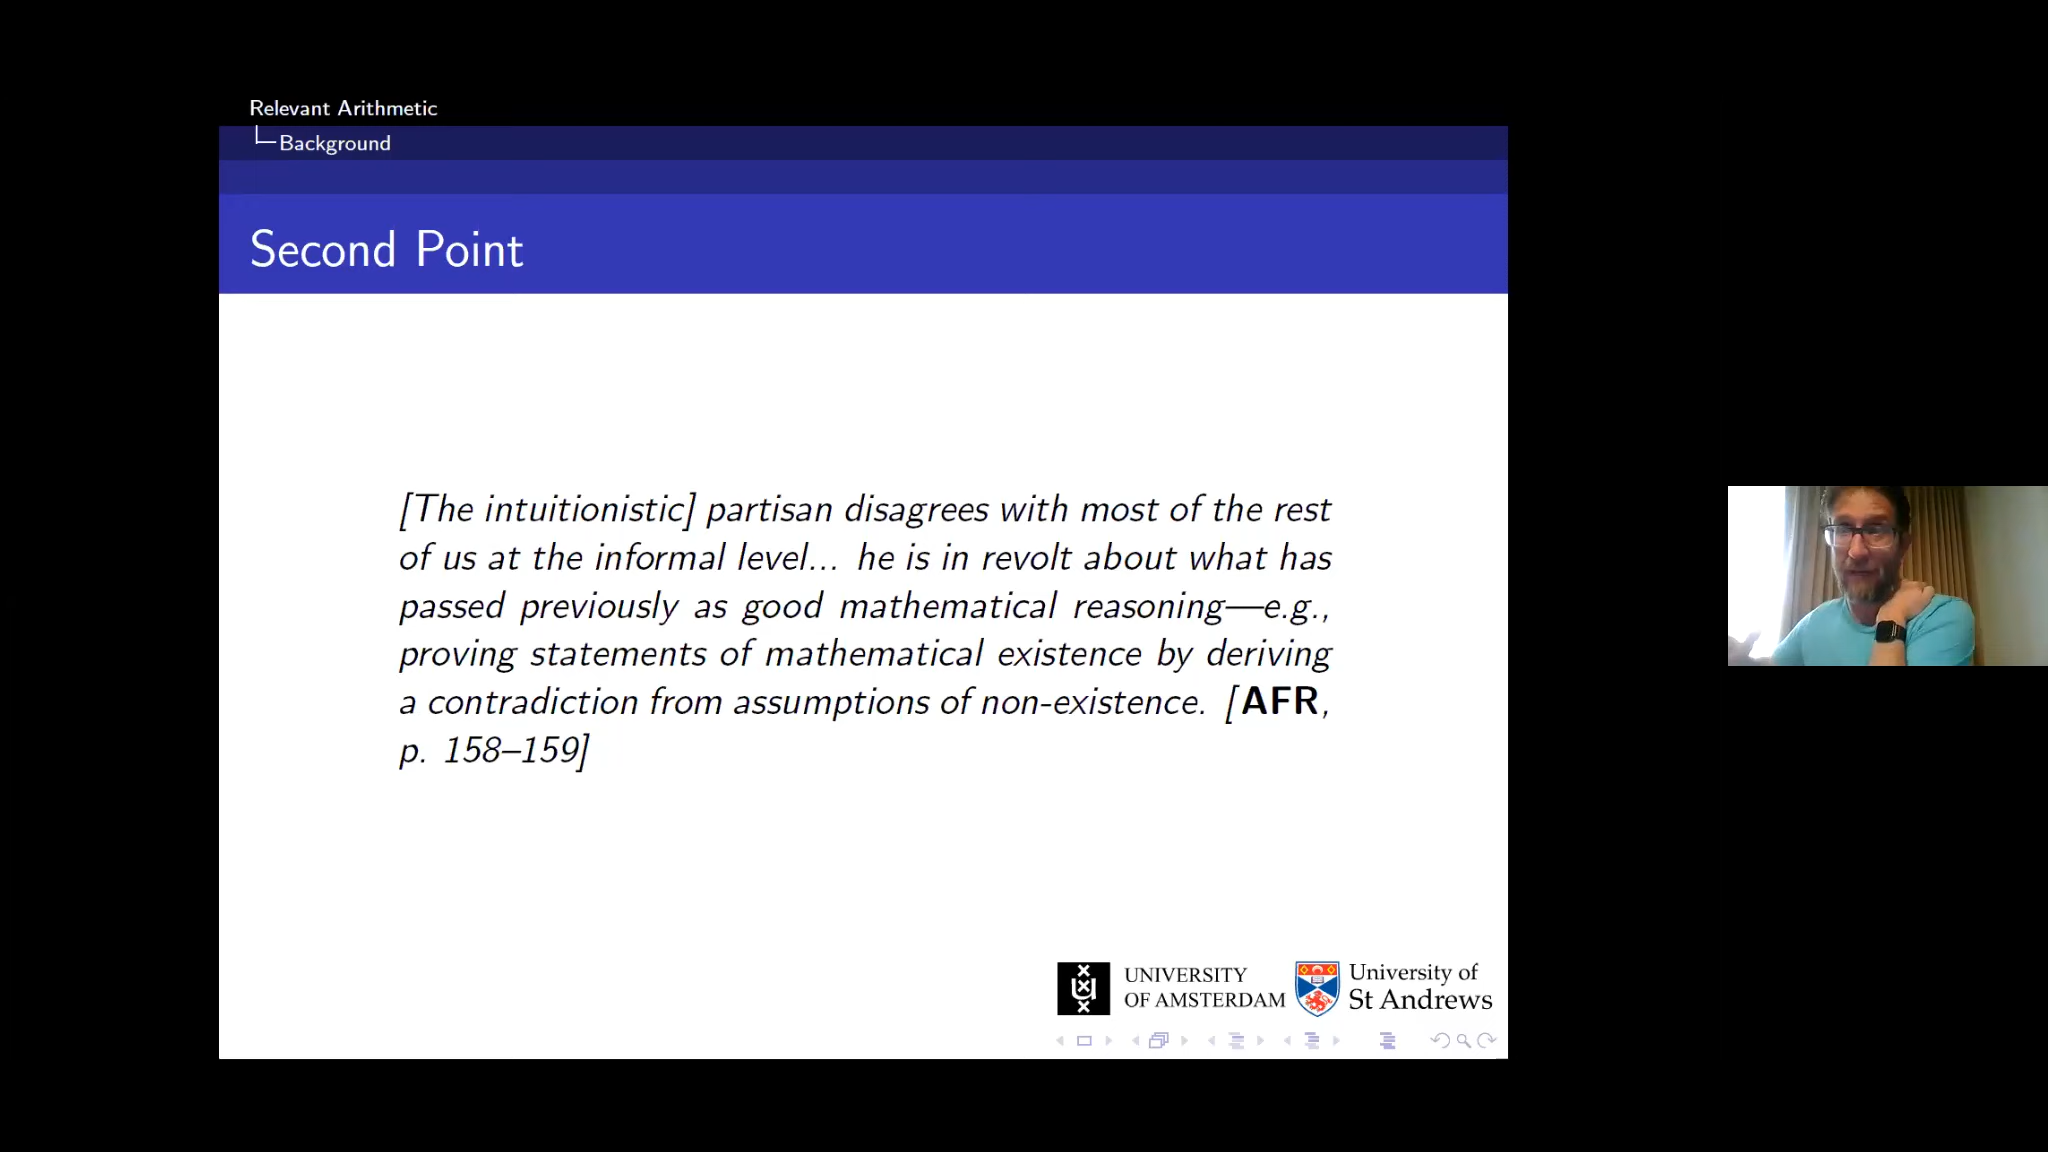 Relevant Arithmetic
Background
Second Point
[The intuitionistic] partisan disagrees with most of the rest
of us at the informal level... he is in revolt about what has
passed previously as good mathematical reasoning—e.g.,
proving statements of mathematical existence by deriving
a contradiction from assumptions of non-existence. [AFR,
p. 158–159]
UNIVERSITY
OF AMSTERDAM
University of
St Andrews